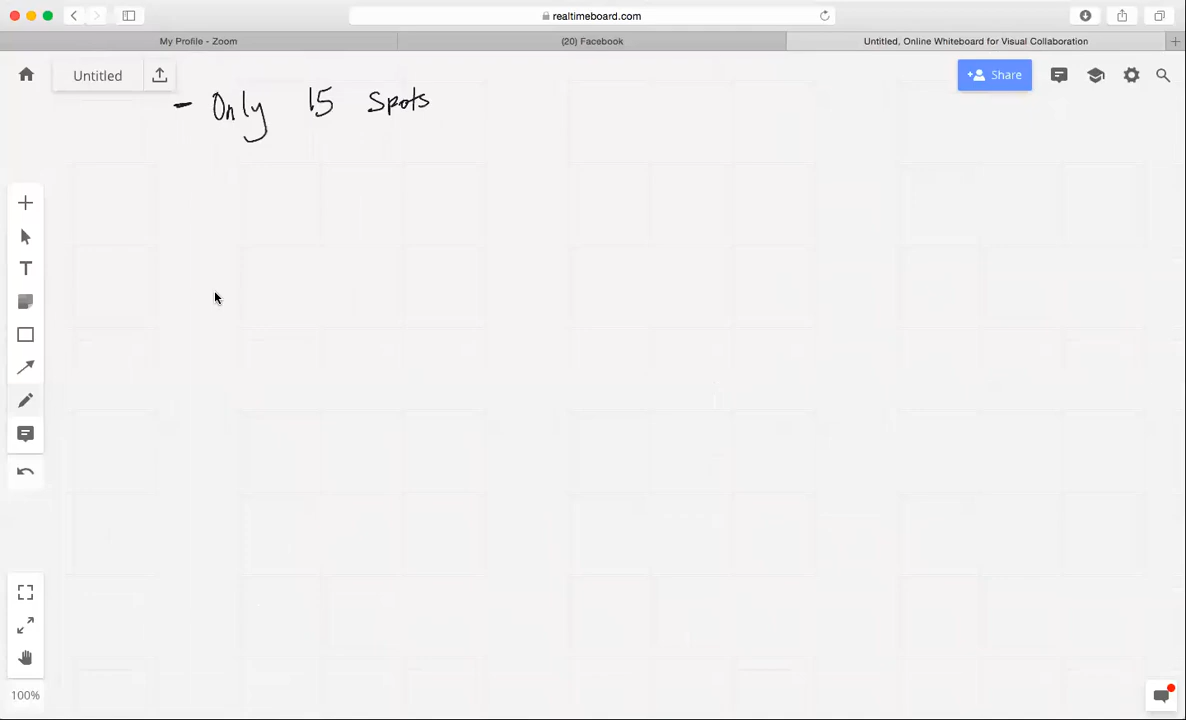 realtimeboard.com
My Profile - Zoom
(20) Facebook
Untitled, Online Whiteboard for Visual Collaboration
Untitled
Share
- Only 15 Spots
T
100%